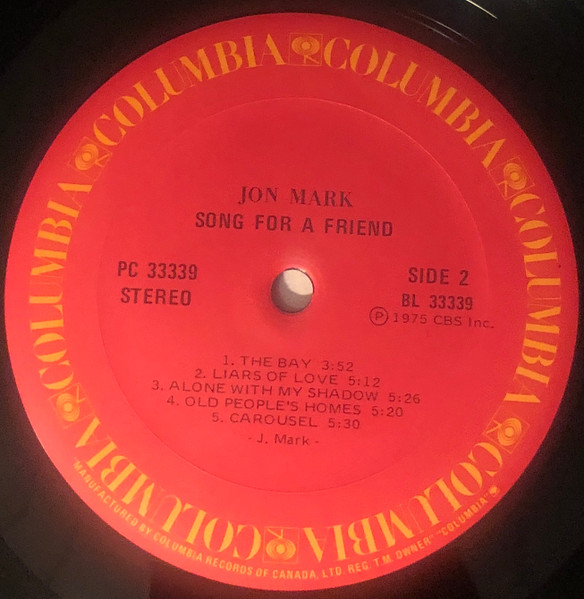 COLUMBIA COLUMBIA COLUMBIA COLUMBIA COLUMBIA COLUMBIA COLUMBIA COLUMBIA COLUMBIA
JON MARK
SONG FOR A FRIEND
PC 33339
STEREO
SIDE 2
BL 33339
Ⓟ 1975 CBS Inc.
1. THE BAY 3:52
2. LIARS OF LOVE 5:12
3. ALONE WITH MY SHADOW 5:26
4. OLD PEOPLE'S HOMES 5:20
5. CAROUSEL 5:30
- J. Mark -
MANUFACTURED BY COLUMBIA RECORDS OF CANADA, LTD. REG. T.M. OWNER "COLUMBIA"